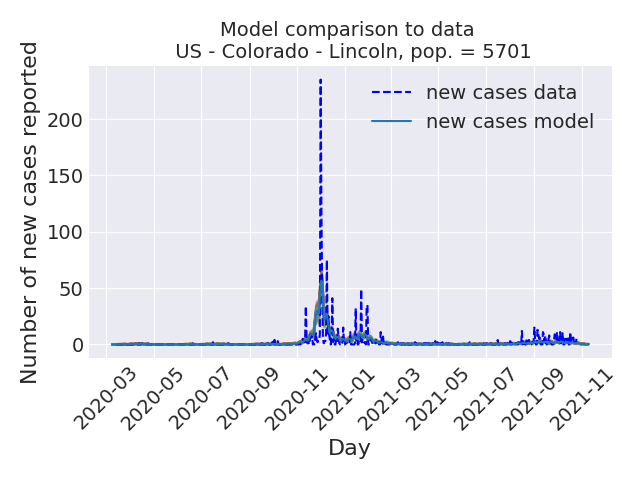 Model comparison to data
US - Colorado - Lincoln, pop. = 5701
Number of new cases reported
200
150
100
50
0
new cases data
new cases model
2020-03
2020-05
2020-07
2020-09
2020-11
2021-01
2021-03
2021-05
2021-07
2021-09
2021-11
Day